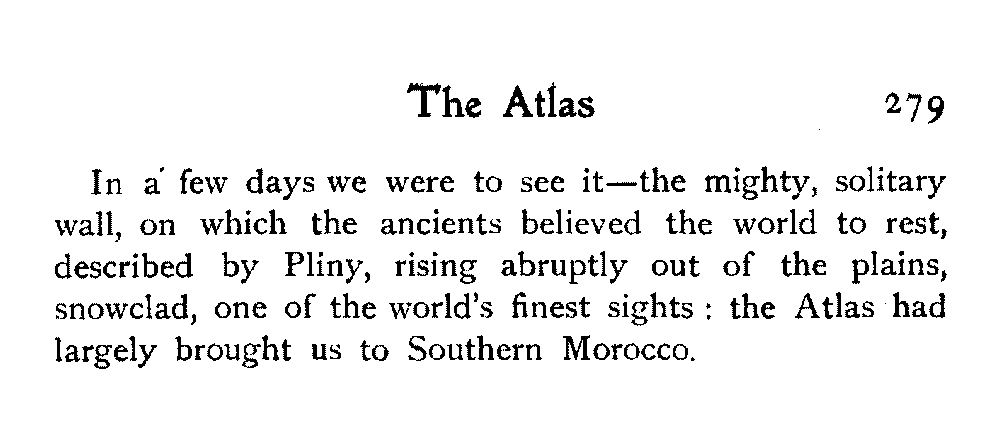 The Atlas 279
In a few days we were to see it—the mighty, solitary
wall, on which the ancients believed the world to rest,
described by Pliny, rising abruptly out of the plains,
snowclad, one of the world's finest sights : the Atlas had
largely brought us to Southern Morocco.